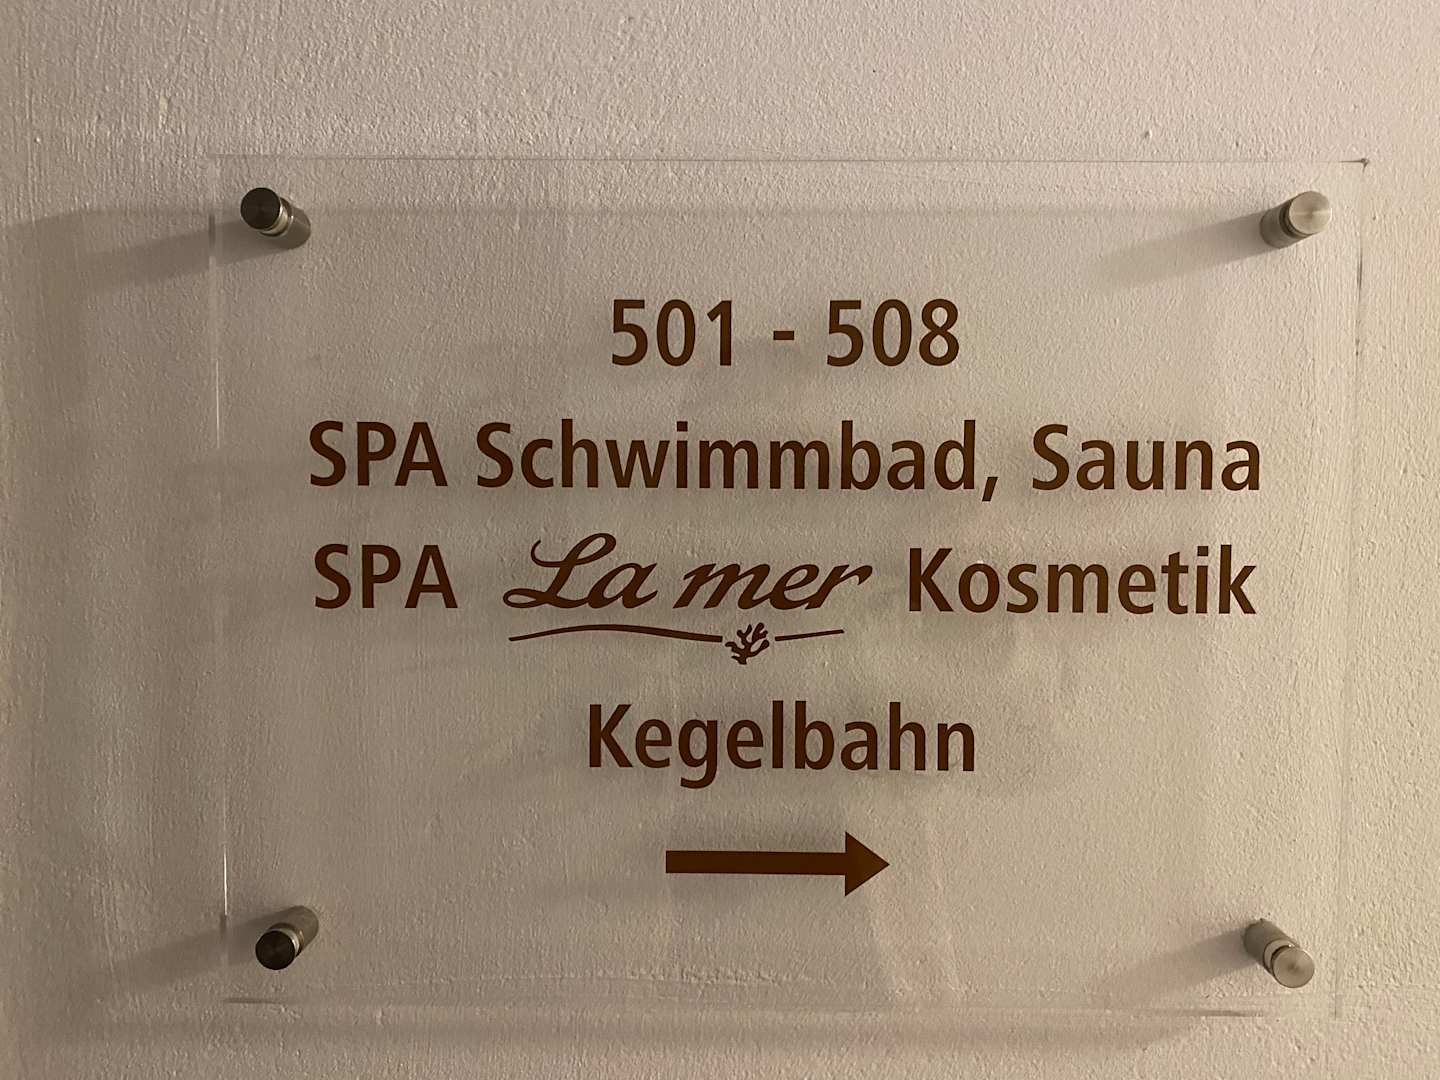 501 - 508
SPA Schwimmbad, Sauna
SPA La mer Kosmetik
Kegelbahn